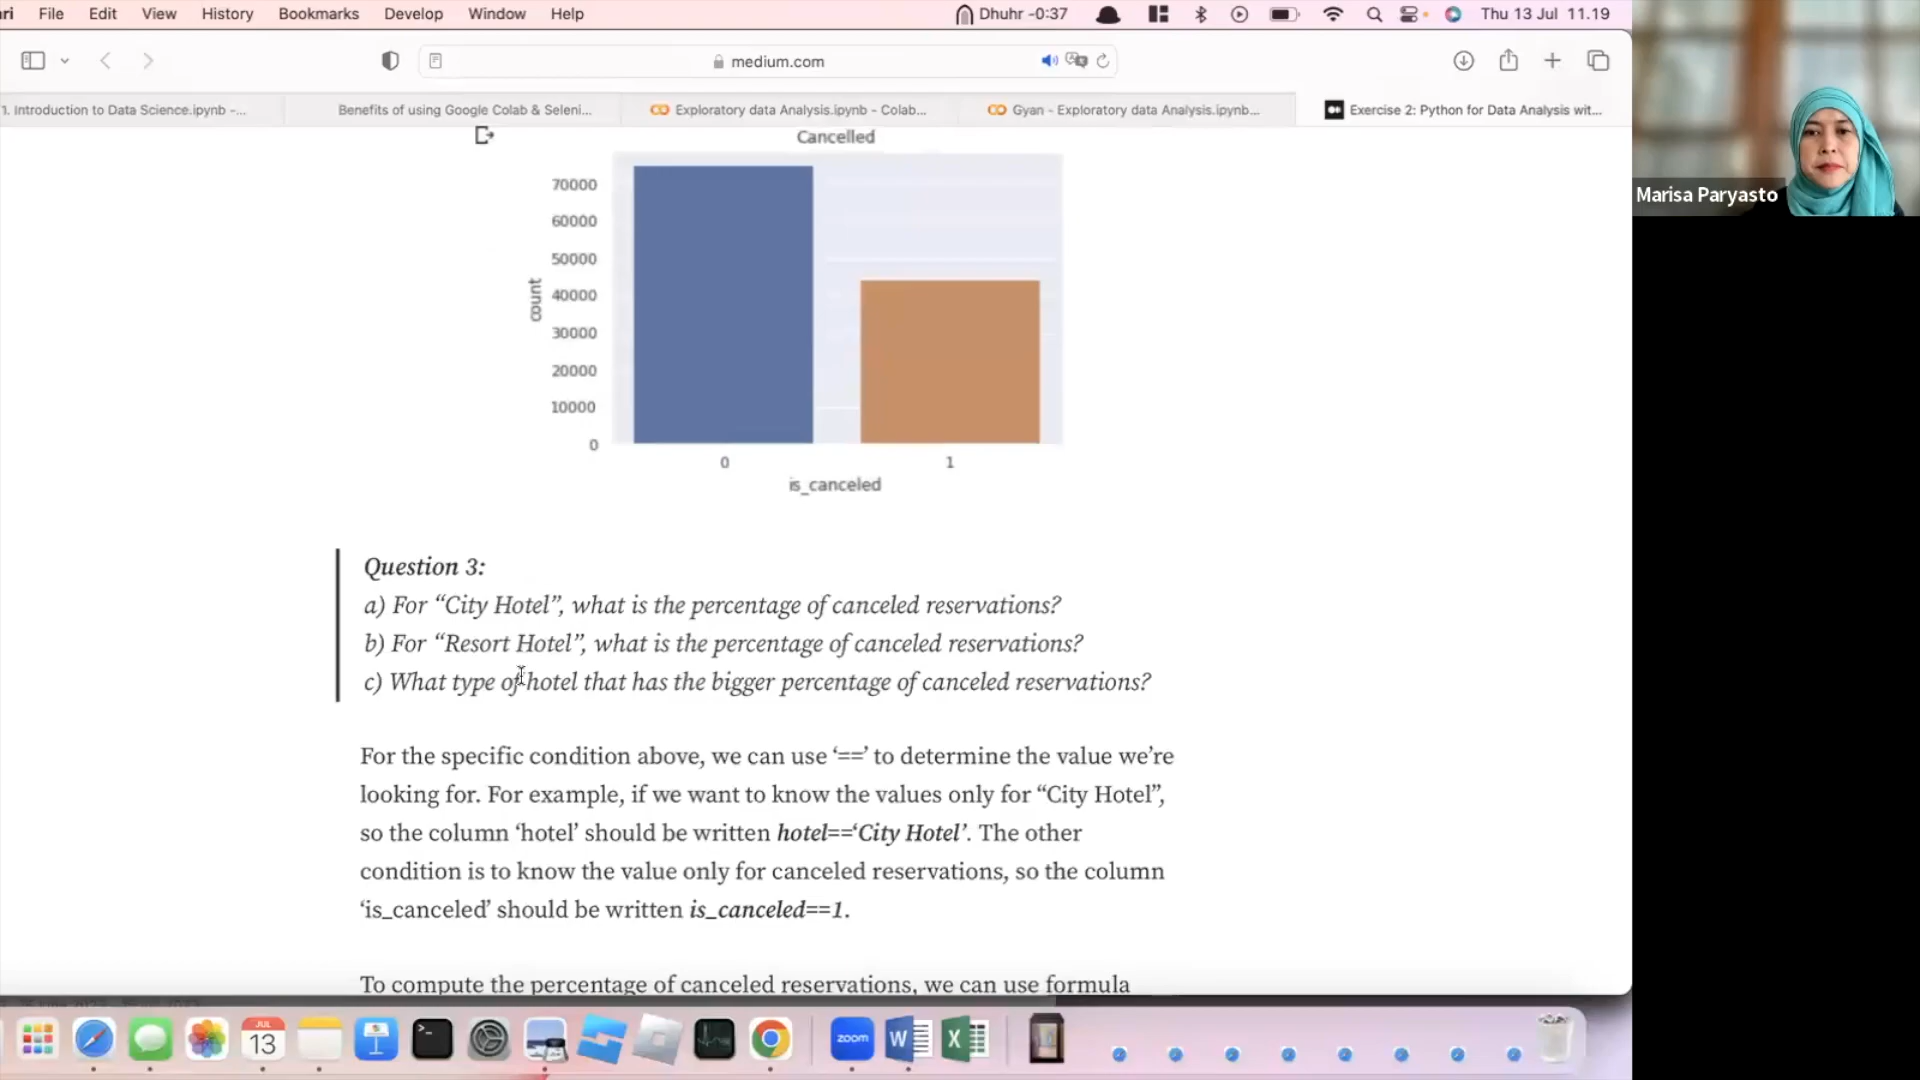 ri File Edit View History Bookmarks Develop Window Help Dhuhr -0:37 Thu 13 Jul 11.19
medium.com
1. Introduction to Data Science.ipynb -... Benefits of using Google Colab & Seleni... Exploratory data Analysis.ipynb - Colab... Gyan - Exploratory data Analysis.ipynb... Exercise 2: Python for Data Analysis wit...
Marisa Paryasto
Cancelled
70000
60000
50000
40000
30000
20000
10000
0
count
0 1
is_canceled
Question 3:
a) For “City Hotel”, what is the percentage of canceled reservations?
b) For “Resort Hotel”, what is the percentage of canceled reservations?
c) What type of hotel that has the bigger percentage of canceled reservations?
For the specific condition above, we can use ‘==’ to determine the value we’re
looking for. For example, if we want to know the values only for “City Hotel”,
so the column ‘hotel’ should be written hotel==‘City Hotel’. The other
condition is to know the value only for canceled reservations, so the column
‘is_canceled’ should be written is_canceled==1.
To compute the percentage of canceled reservations, we can use formula
JUL
13
zoom
W
X